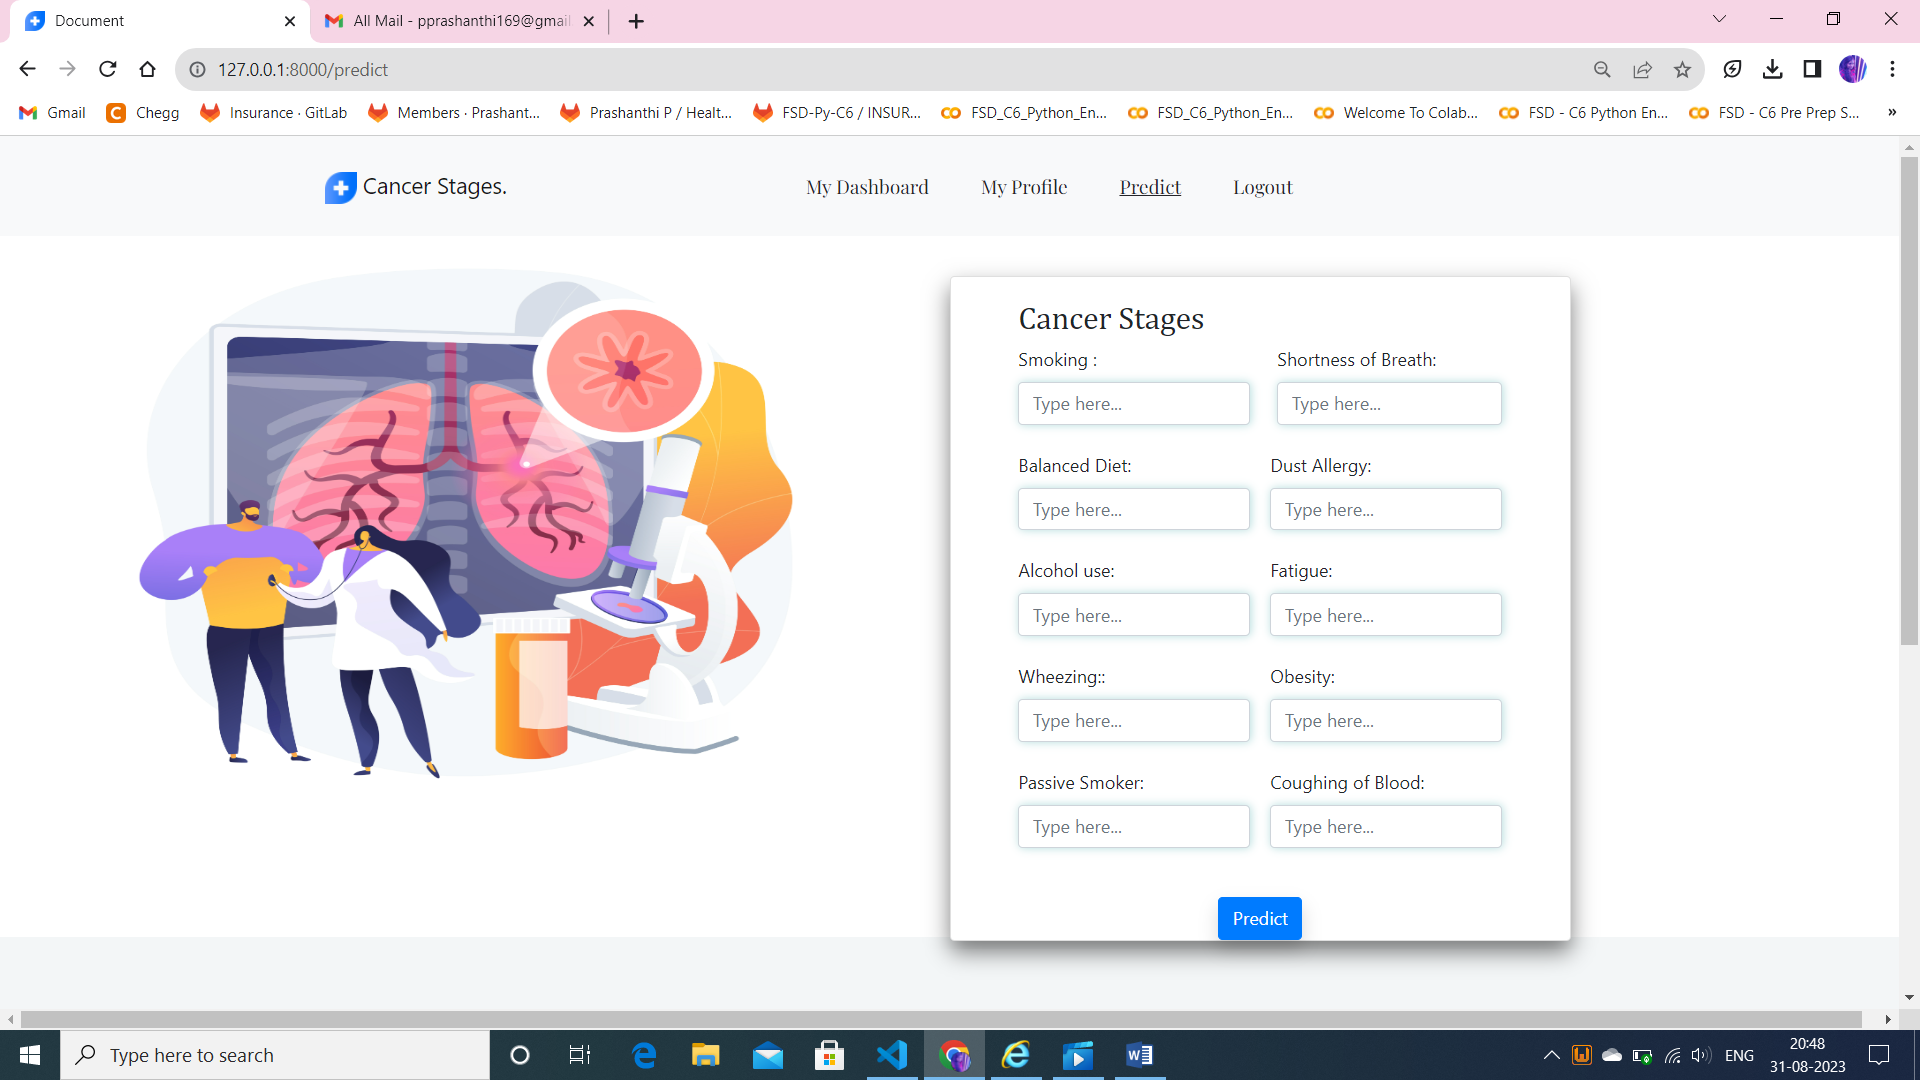 Document
All Mail - pprashanthi169@gmail
127.0.0.1:8000/predict
Gmail
Chegg
Insurance · GitLab
Members · Prashant...
Prashanthi P / Healt...
FSD-Py-C6 / INSUR...
FSD_C6_Python_En...
FSD_C6_Python_En...
Welcome To Colab...
FSD - C6 Python En...
FSD - C6 Pre Prep S...
»
Cancer Stages.
My Dashboard
My Profile
Predict
Logout
Cancer Stages
Smoking :
Shortness of Breath:
Type here...
Type here...
Balanced Diet:
Dust Allergy:
Type here...
Type here...
Alcohol use:
Fatigue:
Type here...
Type here...
Wheezing::
Obesity:
Type here...
Type here...
Passive Smoker:
Coughing of Blood:
Type here...
Type here...
Predict
Type here to search
ENG
20:48
31-08-2023